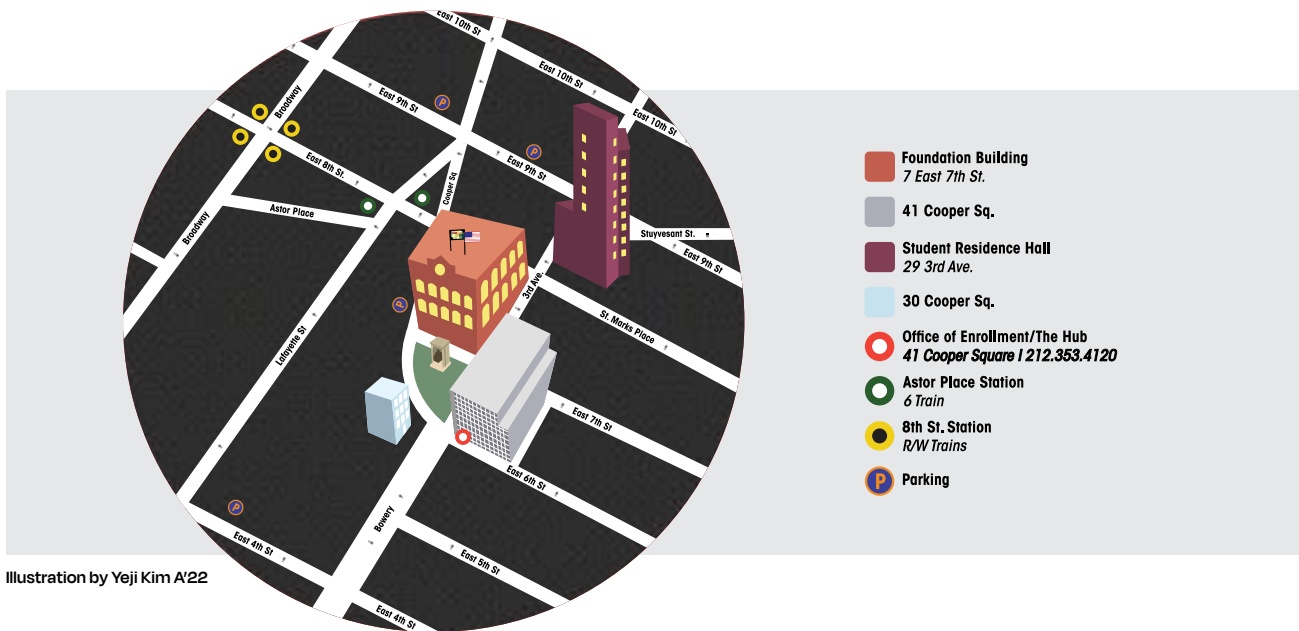 East 10th St
East 10th St
East 10th St
Broadway
East 9th St
P
P
East 9th St
East 8th St.
Cooper Sq
Astor Place
Broadway
Stuyvesant St.
East 9th St
3rd Ave.
P
St. Marks Place
Lafayette St
East 7th St
East 6th St
P
Bowery
East 4th St
East 5th St
East 4th St
Foundation Building
7 East 7th St.
41 Cooper Sq.
Student Residence Hall
29 3rd Ave.
30 Cooper Sq.
Office of Enrollment/The Hub
41 Cooper Square | 212.353.4120
Astor Place Station
6 Train
8th St. Station
R/W Trains
P Parking
Illustration by Yeji Kim A'22